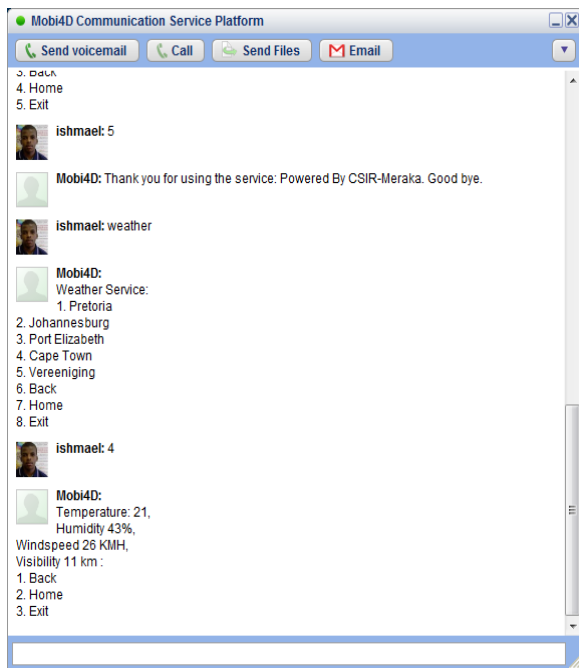 Mobi4D Communication Service Platform
Send voicemail Call Send Files Email
3. Back
4. Home
5. Exit
ishmael: 5
Mobi4D: Thank you for using the service: Powered By CSIR-Meraka. Good bye.
ishmael: weather
Mobi4D:
Weather Service:
1. Pretoria
2. Johannesburg
3. Port Elizabeth
4. Cape Town
5. Vereeniging
6. Back
7. Home
8. Exit
ishmael: 4
Mobi4D:
Temperature: 21,
Humidity 43%,
Windspeed 26 KMH,
Visibility 11 km :
1. Back
2. Home
3. Exit